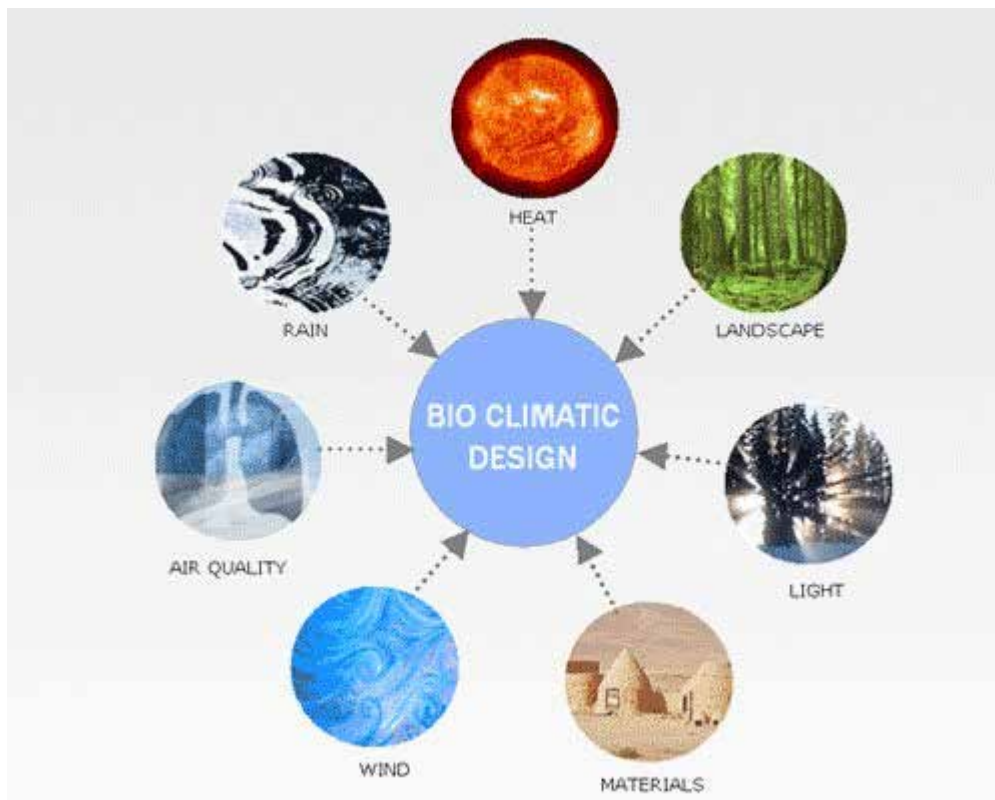 HEAT
RAIN
LANDSCAPE
BIO CLIMATIC
DESIGN
AIR QUALITY
LIGHT
WIND
MATERIALS